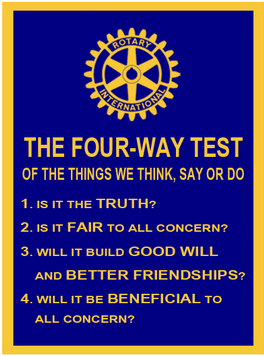 ROTARY
INTERNATIONAL
THE FOUR-WAY TEST
OF THE THINGS WE THINK, SAY OR DO
1. IS IT THE TRUTH?
2. IS IT FAIR TO ALL CONCERN?
3. WILL IT BUILD GOOD WILL
AND BETTER FRIENDSHIPS?
4. WILL IT BE BENEFICIAL TO
ALL CONCERN?